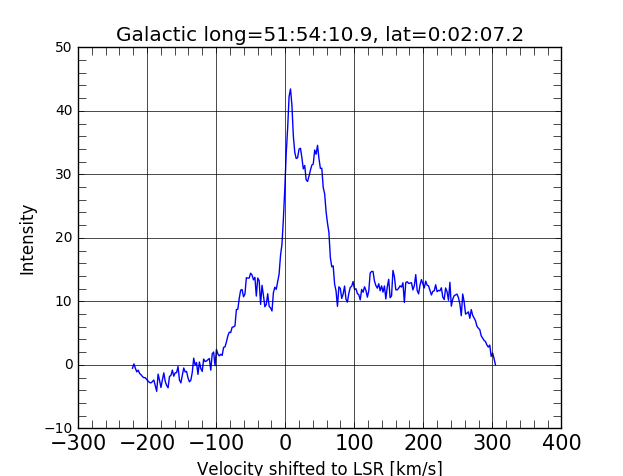 Galactic long=51:54:10.9, lat=0:02:07.2
50
40
30
20
10
0
−10
Intensity
−300 −200 −100 0 100 200 300 400
Velocity shifted to LSR [km/s]